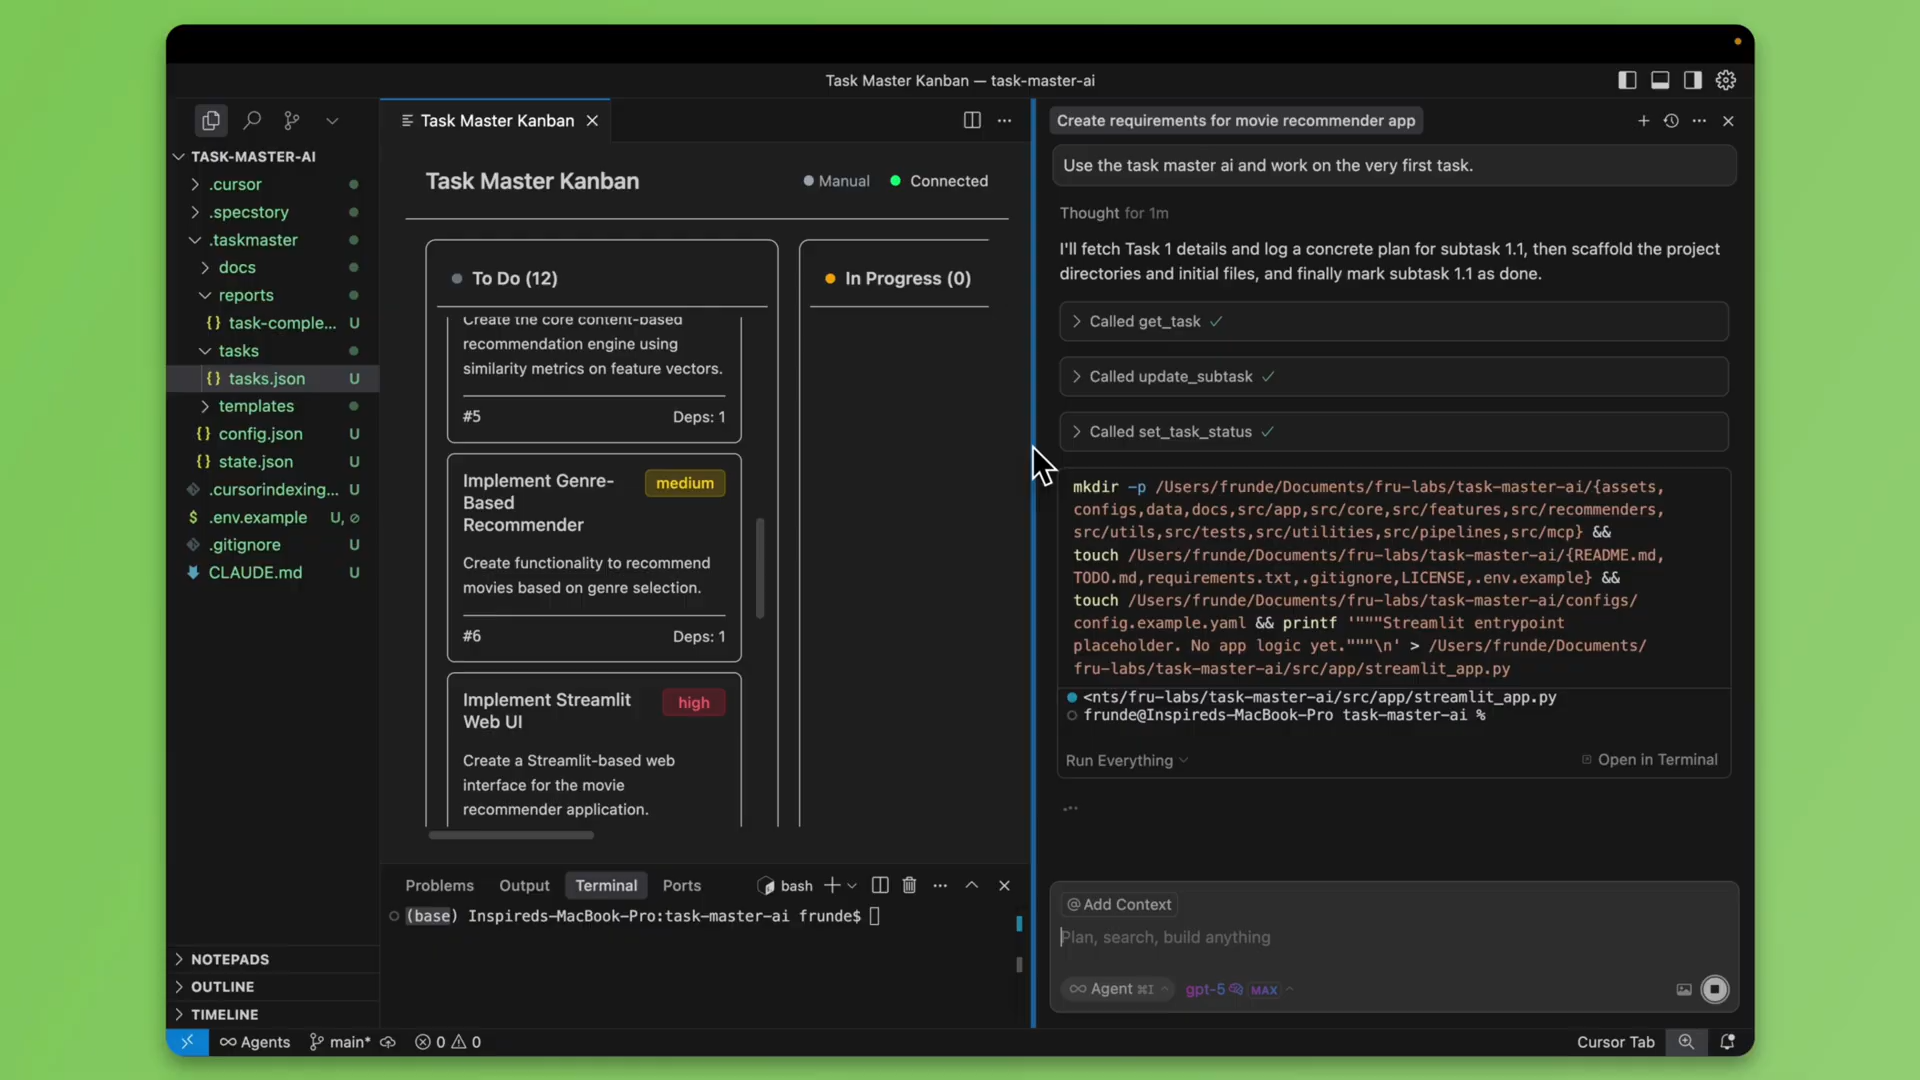 Task Master Kanban — task-master-ai
TASK-MASTER-AI
.cursor
.specstory
.taskmaster
docs
reports
{} task-comple... U
tasks
{} tasks.json U
templates
{} config.json U
{} state.json U
.cursorindexing... U
$ .env.example U,
.gitignore U
CLAUDE.md U
NOTEPADS
OUTLINE
TIMELINE
Task Master Kanban
Task Master Kanban
Manual
Connected
To Do (12)
In Progress (0)
Create the core content-based
recommendation engine using
similarity metrics on feature vectors.
#5 Deps: 1
Implement Genre-
Based
Recommender
medium
Create functionality to recommend
movies based on genre selection.
#6 Deps: 1
Implement Streamlit
Web UI
high
Create a Streamlit-based web
interface for the movie
recommender application.
Problems Output Terminal Ports
bash
(base) Inspireds-MacBook-Pro:task-master-ai frunde$
Create requirements for movie recommender app
Use the task master ai and work on the very first task.
Thought for 1m
I'll fetch Task 1 details and log a concrete plan for subtask 1.1, then scaffold the project
directories and initial files, and finally mark subtask 1.1 as done.
Called get_task
Called update_subtask
Called set_task_status
mkdir -p /Users/frunde/Documents/fru-labs/task-master-ai/{assets,
configs,data,docs,src/app,src/core,src/features,src/recommenders,
src/utils,src/tests,src/utilities,src/pipelines,src/mcp} &&
touch /Users/frunde/Documents/fru-labs/task-master-ai/{README.md,
TODO.md,requirements.txt,.gitignore,LICENSE,.env.example} &&
touch /Users/frunde/Documents/fru-labs/task-master-ai/configs/
config.example.yaml && printf '"""Streamlit entrypoint
placeholder. No app logic yet."""\n' > /Users/frunde/Documents/
fru-labs/task-master-ai/src/app/streamlit_app.py
<nts/fru-labs/task-master-ai/src/app/streamlit_app.py
frunde@Inspireds-MacBook-Pro task-master-ai %
Run Everything
Open in Terminal
@ Add Context
Plan, search, build anything
Agent ⌘I
gpt-5 MAX
Agents
main*
0 0
Cursor Tab